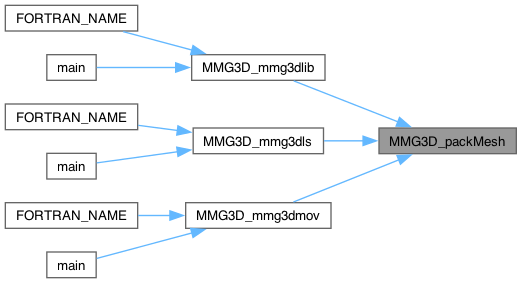 FORTRAN_NAME
main
MMG3D_mmg3dlib
FORTRAN_NAME
main
MMG3D_mmg3dls
MMG3D_packMesh
FORTRAN_NAME
main
MMG3D_mmg3dmov